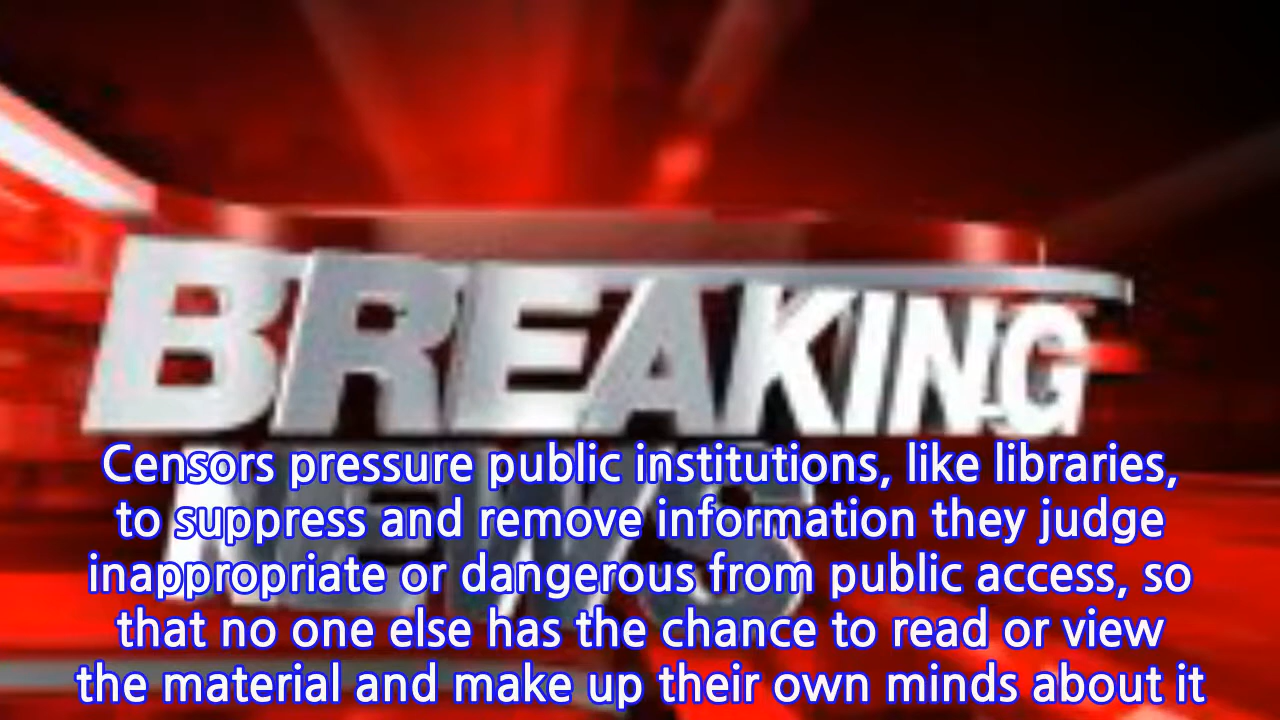 BREAKING
NEWS
Censors pressure public institutions, like libraries,
to suppress and remove information they judge
inappropriate or dangerous from public access, so
that no one else has the chance to read or view
the material and make up their own minds about it